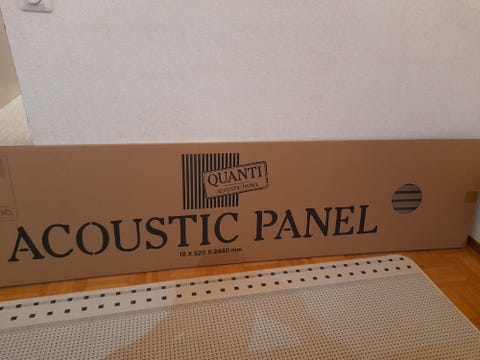 QUANTI
ACOUSTIC PANEL
ACOUSTIC PANEL
18 X 520 X 2440 mm